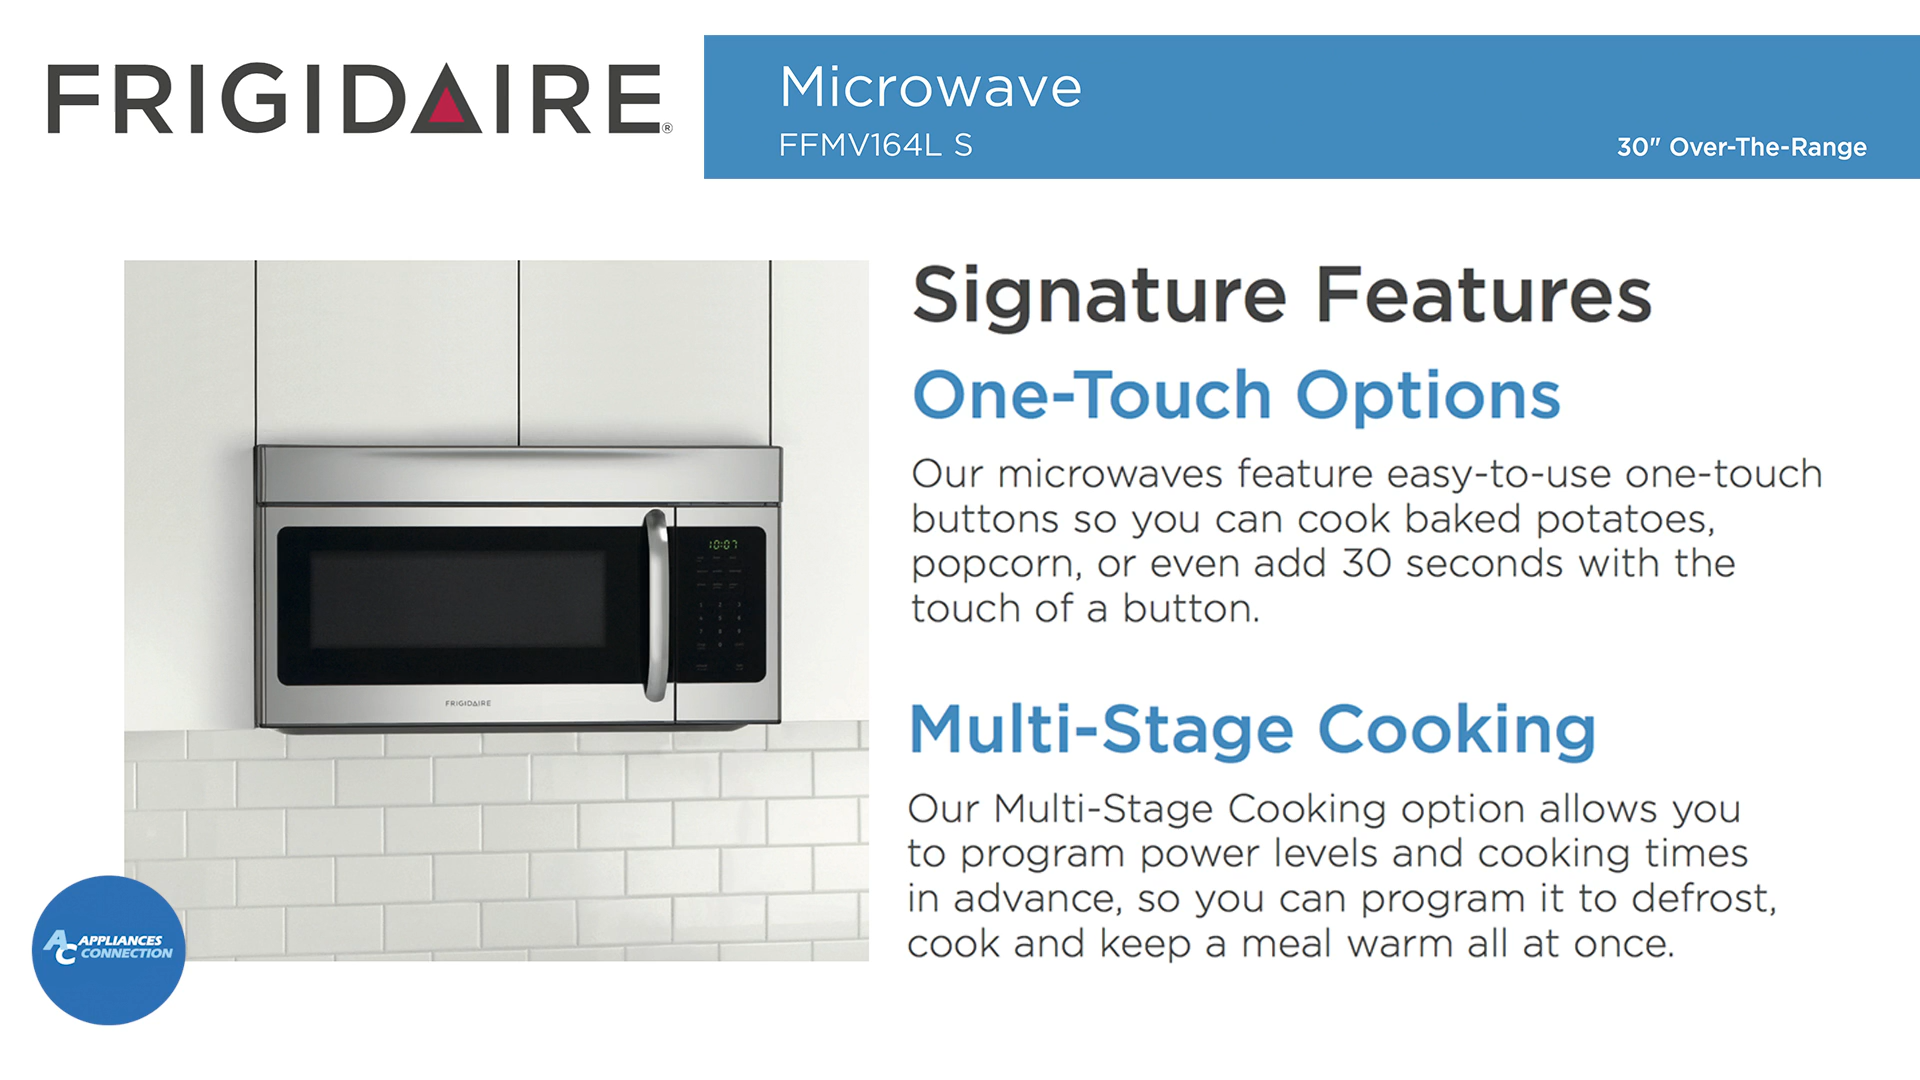 FRIGIDAIRE®
Microwave
FFMV164L S
30" Over-The-Range
Signature Features
One-Touch Options
Our microwaves feature easy-to-use one-touch
buttons so you can cook baked potatoes,
popcorn, or even add 30 seconds with the
touch of a button.
10:07
FRIGIDAIRE
Multi-Stage Cooking
Our Multi-Stage Cooking option allows you
to program power levels and cooking times
in advance, so you can program it to defrost,
cook and keep a meal warm all at once.
AC APPLIANCES
CONNECTION